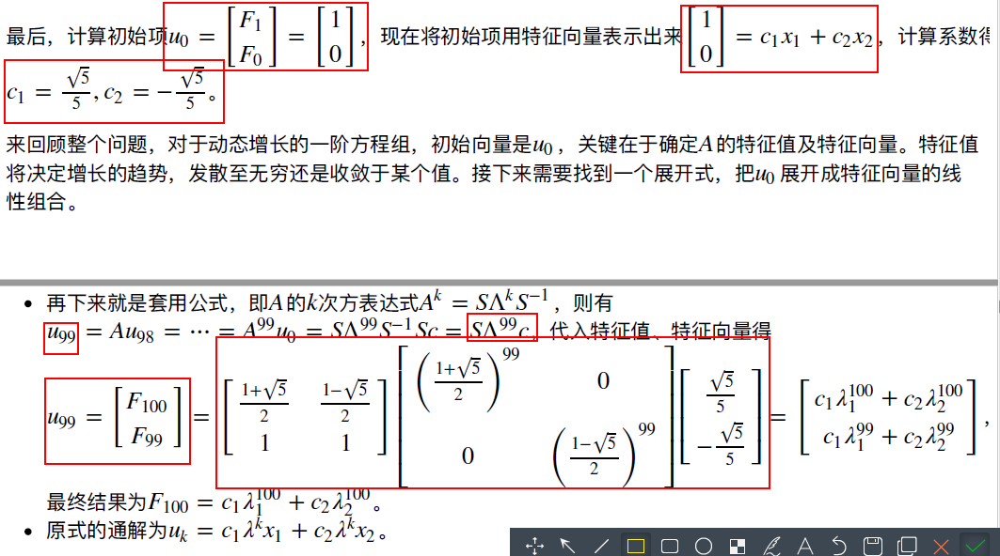 最后，计算初始项$u_0 = \begin{bmatrix} F_1 \\ F_0 \end{bmatrix} = \begin{bmatrix} 1 \\ 0 \end{bmatrix}$，现在将初始项用特征向量表示出来$\begin{bmatrix} 1 \\ 0 \end{bmatrix} = c_1x_1 + c_2x_2$，计算系数得
$c_1 = \frac{\sqrt{5}}{5}, c_2 = -\frac{\sqrt{5}}{5}$。
来回顾整个问题，对于动态增长的一阶方程组，初始向量是$u_0$，关键在于确定$A$的特征值及特征向量。特征值
将决定增长的趋势，发散至无穷还是收敛于某个值。接下来需要找到一个展开式，把$u_0$展开成特征向量的线
性组合。
• 再下来就是套用公式，即$A$的$k$次方表达式$A^k = S\Lambda^kS^{-1}$，则有
$u_{99} = Au_{98} = \cdots = A^{99}u_0 = S\Lambda^{99}S^{-1}Sc = S\Lambda^{99}c$，代入特征值、特征向量得
$u_{99} = \begin{bmatrix} F_{100} \\ F_{99} \end{bmatrix} = \begin{bmatrix} \frac{1+\sqrt{5}}{2} & \frac{1-\sqrt{5}}{2} \\ 1 & 1 \end{bmatrix} \begin{bmatrix} \left(\frac{1+\sqrt{5}}{2}\right)^{99} & 0 \\ 0 & \left(\frac{1-\sqrt{5}}{2}\right)^{99} \end{bmatrix} \begin{bmatrix} \frac{\sqrt{5}}{5} \\ -\frac{\sqrt{5}}{5} \end{bmatrix} = \begin{bmatrix} c_1\lambda_1^{100} + c_2\lambda_2^{100} \\ c_1\lambda_1^{99} + c_2\lambda_2^{99} \end{bmatrix}$，
最终结果为$F_{100} = c_1\lambda_1^{100} + c_2\lambda_2^{100}$。
• 原式的通解为$u_k = c_1\lambda^kx_1 + c_2\lambda^kx_2$。